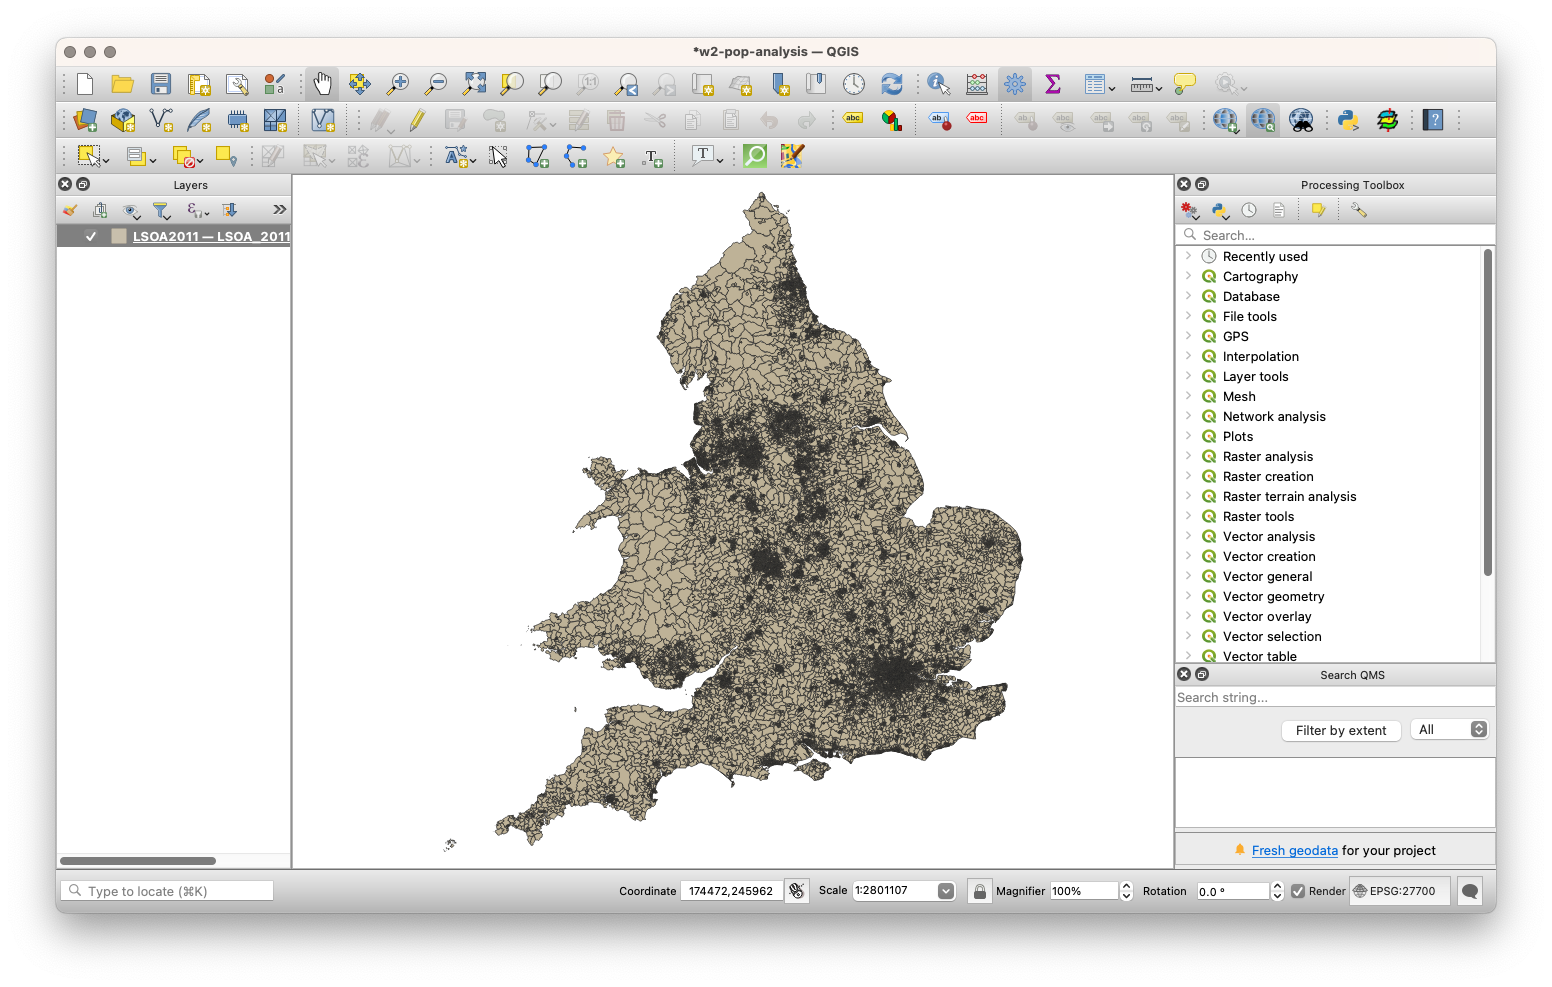 *w2-pop-analysis — QGIS
Layers
LSOA2011 — LSOA_2011
Processing Toolbox
Search...
Recently used
Cartography
Database
File tools
GPS
Interpolation
Layer tools
Mesh
Network analysis
Plots
Raster analysis
Raster creation
Raster terrain analysis
Raster tools
Vector analysis
Vector creation
Vector general
Vector geometry
Vector overlay
Vector selection
Vector table
Search QMS
Search string...
Filter by extent
All
Fresh geodata for your project
Type to locate (⌘K)
Coordinate 174472,245962
Scale 1:2801107
Magnifier 100%
Rotation 0.0 °
Render
EPSG:27700